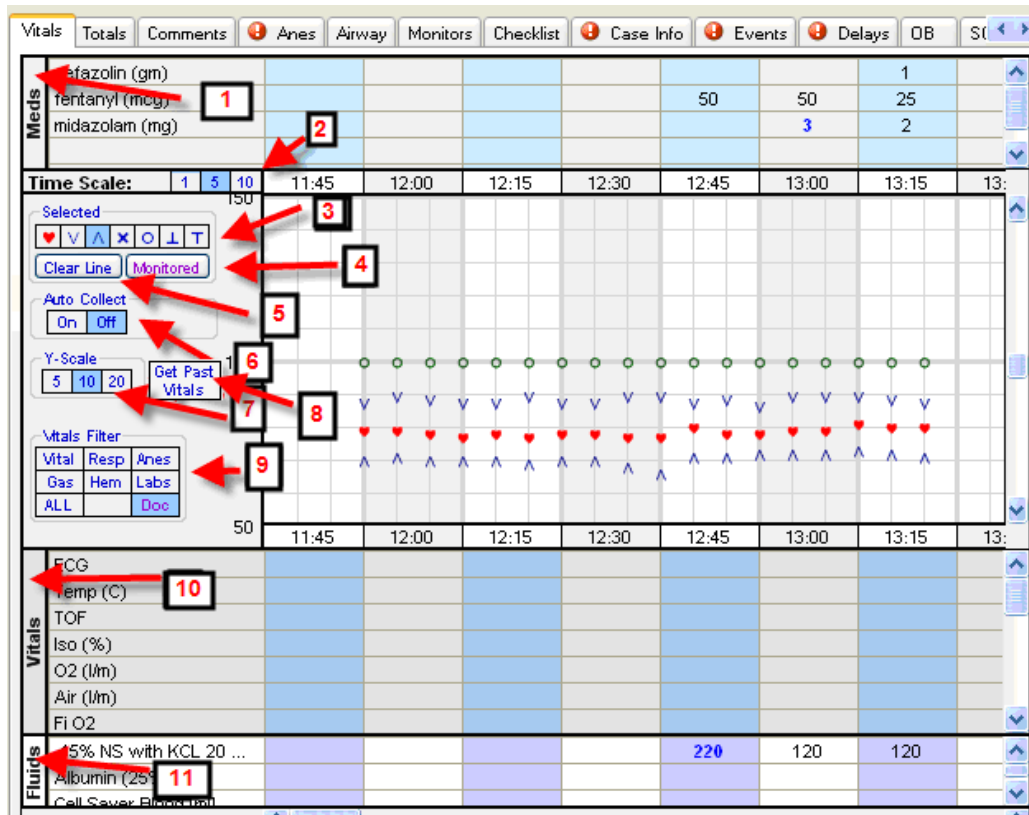 Vitals Totals Comments Anes Airway Monitors Checklist Case Info Events Delays OB
Meds
fentanyl (mcg) 50 50 25
midazolam (mg) 3 2
1
1
2
Time Scale: 1 5 10 11:45 12:00 12:15 12:30 12:45 13:00 13:15 13:
150
Selected
3
Clear Line Monitored
4
5
Auto Collect
On Off
6
Y-Scale
5 10 20
Get Past
Vitals
7
8
Vitals Filter
Vital Resp Anes
Gas Hem Labs
ALL Doc
9
50
11:45 12:00 12:15 12:30 12:45 13:00 13:15 13:
Vitals
ECG
Temp (C)
10
TOF
Iso (%)
O2 (l/m)
Air (l/m)
Fi O2
Fluids
45% NS with KCL 20 ... 220 120 120
Albumin (25%
11
Cell Saver Blood (ml)